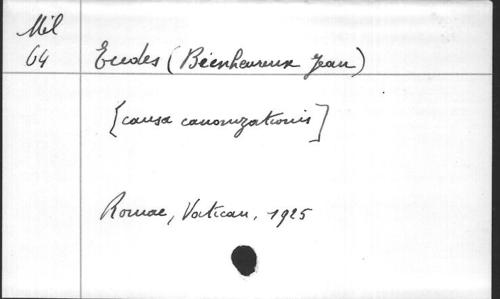 Mil
64
Eudes (Bienheureux Jean)
[causa canonizationis]
Romae, Vatican, 1925